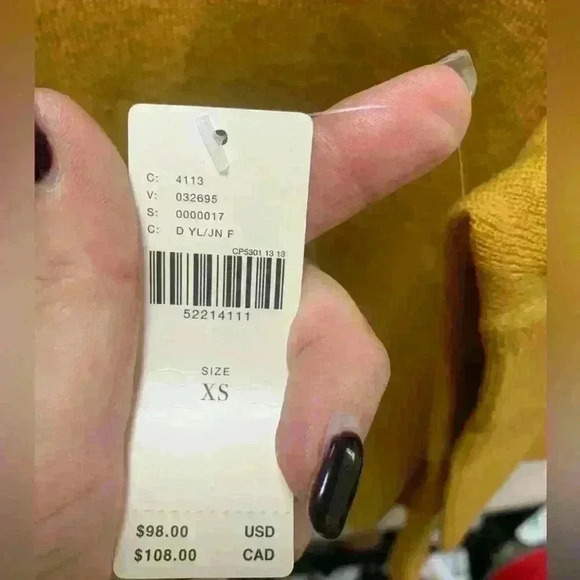 C: 4113
V: 032695
S: 0000017
C: D YL/JN F
CP5301 13 13
52214111
SIZE
XS
$98.00 USD
$108.00 CAD